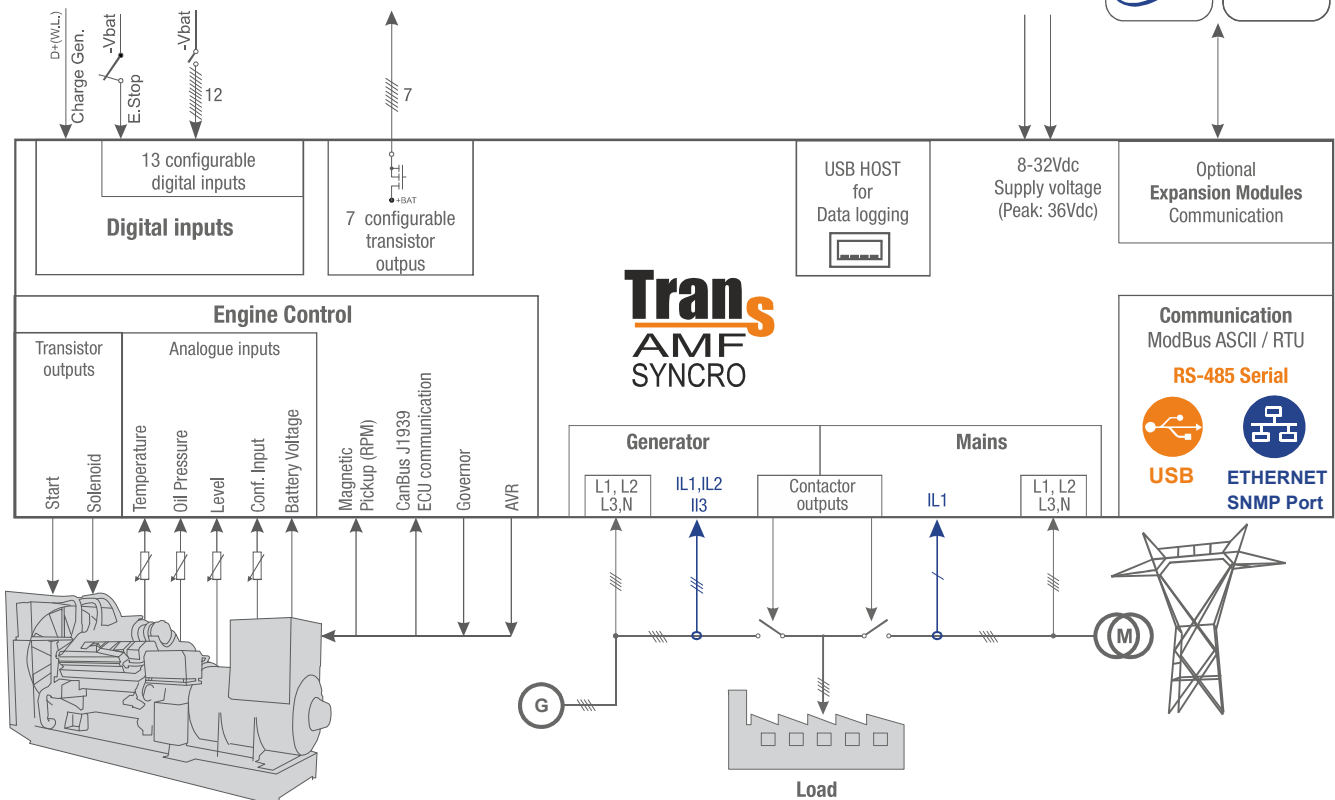 D+(W.L.)
Charge Gen.
-Vbat
E.Stop
-Vbat
12
7
13 configurable
digital inputs
Digital inputs
+BAT
7 configurable
transistor
outpus
USB HOST
for
Data logging
8-32Vdc
Supply voltage
(Peak: 36Vdc)
Optional
Expansion Modules
Communication
Trans
AMF
SYNCRO
Engine Control
Transistor
outputs
Analogue inputs
Start
Solenoid
Temperature
Oil Pressure
Level
Conf. Input
Battery Voltage
Magnetic
Pickup (RPM)
CanBus J1939
ECU communication
Governor
AVR
Generator
Mains
L1, L2
L3,N
IL1,IL2
Il3
Contactor
outputs
IL1
L1, L2
L3,N
Communication
ModBus ASCII / RTU
RS-485 Serial
USB
ETHERNET
SNMP Port
G
M
Load